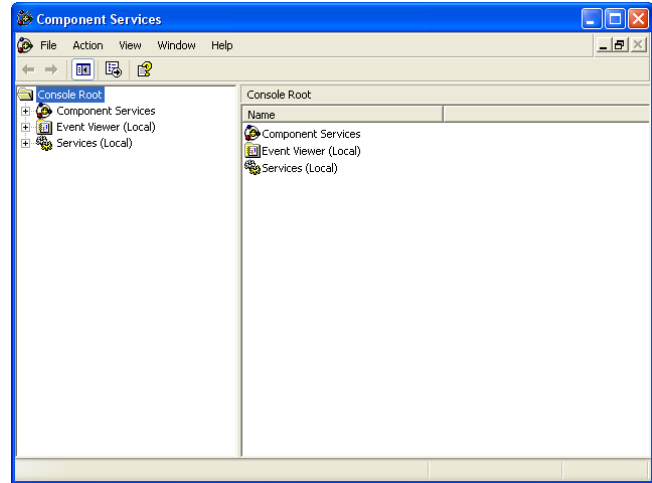 Component Services
File Action View Window Help
Console Root
Component Services
Event Viewer (Local)
Services (Local)
Console Root
Name
Component Services
Event Viewer (Local)
Services (Local)